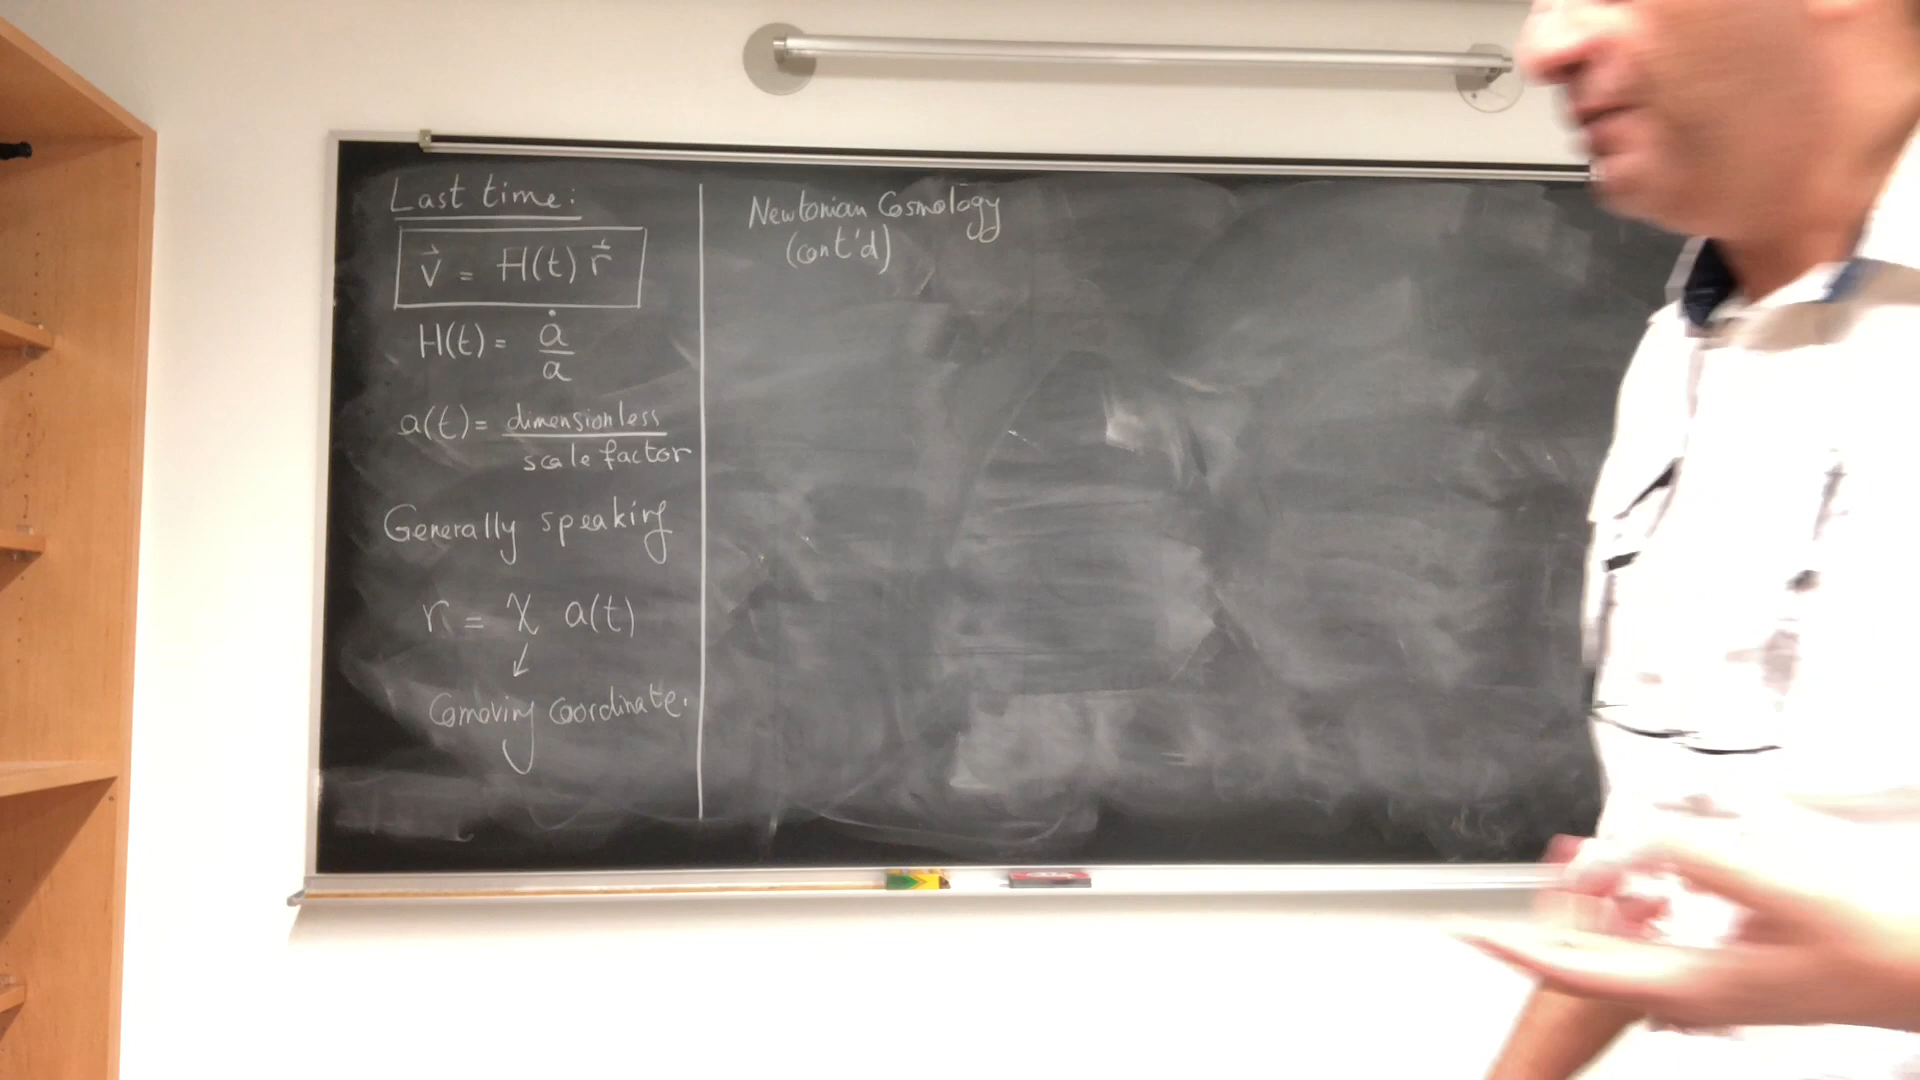 Last time:
v⃗ = H(t) r⃗
H(t) = ȧ/a
a(t) = dimensionless
scale factor
Generally speaking
r = χ a(t)
↓
Comoving coordinate.
Newtonian Cosmology
(cont'd)